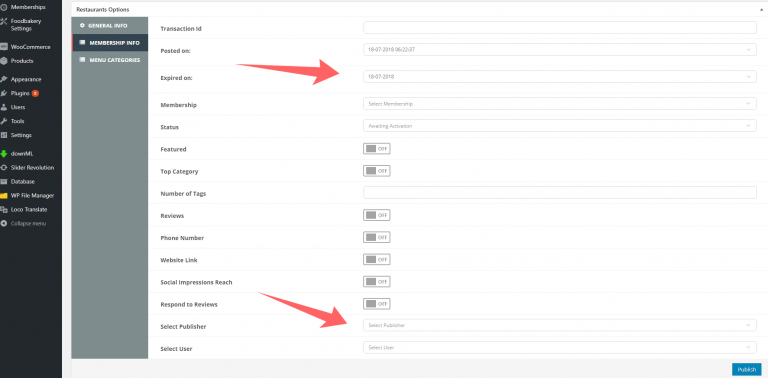 Memberships
Foodbakery
Settings
WooCommerce
Products
Appearance
Plugins 2
Users
Tools
Settings
downML
Slider Revolution
Database
WP File Manager
Loco Translate
Collapse menu
Restaurants Options
GENERAL INFO
MEMBERSHIP INFO
MENU CATEGORIES
Transaction Id
Posted on: 18-07-2018 06:22:37
Expired on: 18-07-2018
Membership Select Membership
Status Awaiting Activation
Featured OFF
Top Category OFF
Number of Tags
Reviews OFF
Phone Number OFF
Website Link OFF
Social Impressions Reach OFF
Respond to Reviews OFF
Select Publisher Select Publisher
Select User Select User
Publish